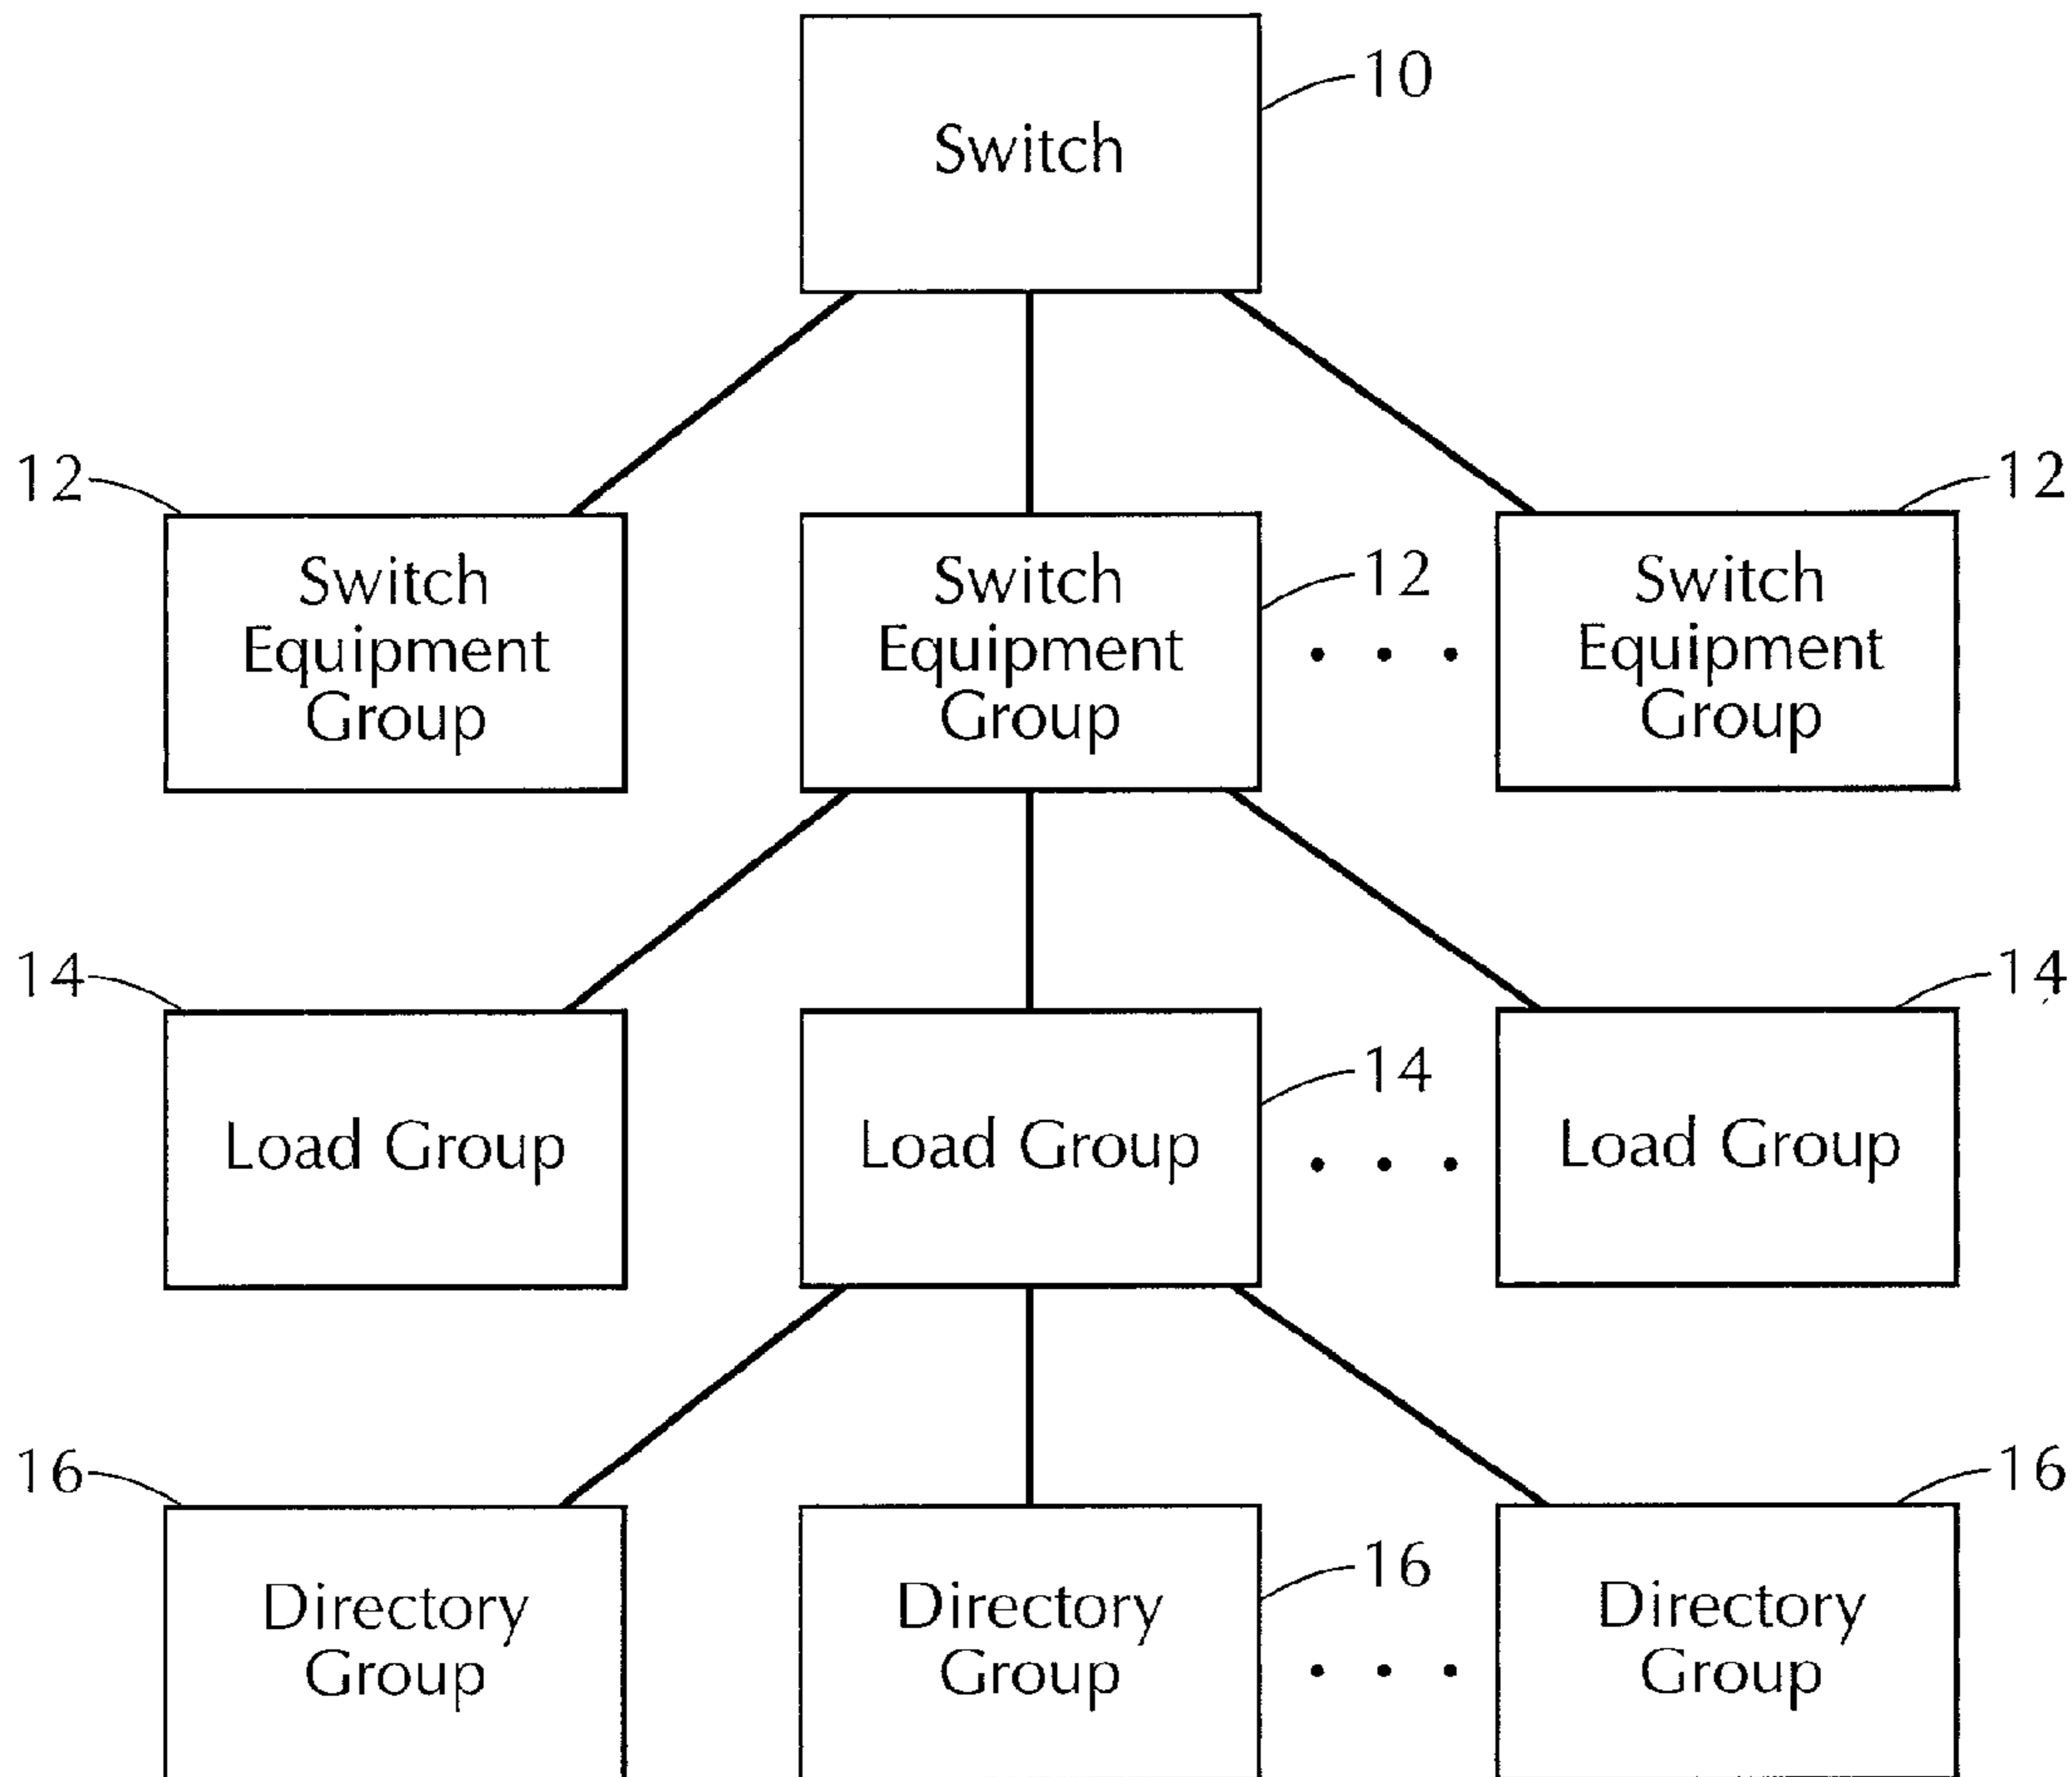 10
Switch
12
12
12
Switch
Equipment
Group
Switch
Equipment
Group
. . .
Switch
Equipment
Group
14
14
14
Load Group
Load Group
. . .
Load Group
16
16
16
Directory
Group
Directory
Group
. . .
Directory
Group